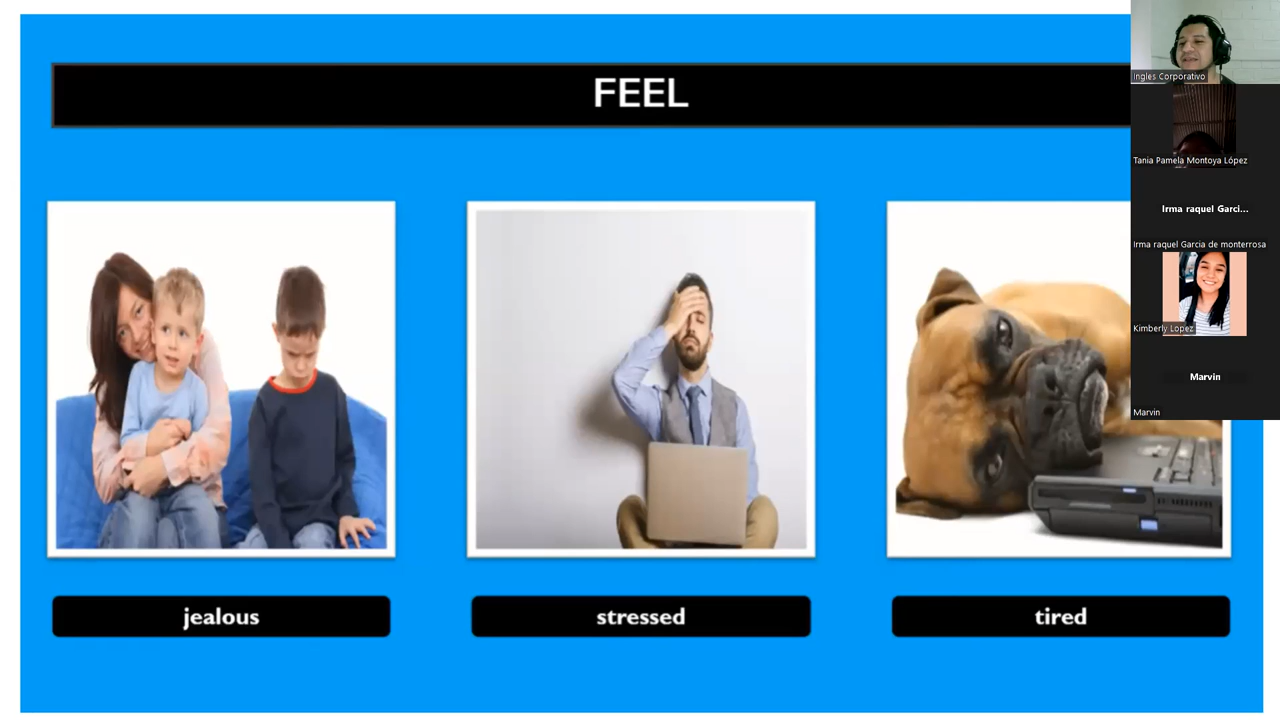 FEEL
jealous
stressed
tired
Ingles Corporativo
Tania Pamela Montoya López
Irma raquel Garci...
Irma raquel Garcia de monterrosa
Kimberly Lopez
Marvin
Marvin